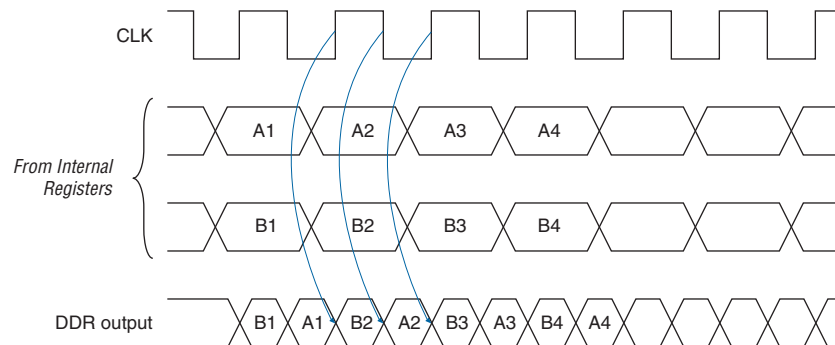 CLK
A1 A2 A3 A4
From Internal
Registers
B1 B2 B3 B4
DDR output B1 A1 B2 A2 B3 A3 B4 A4